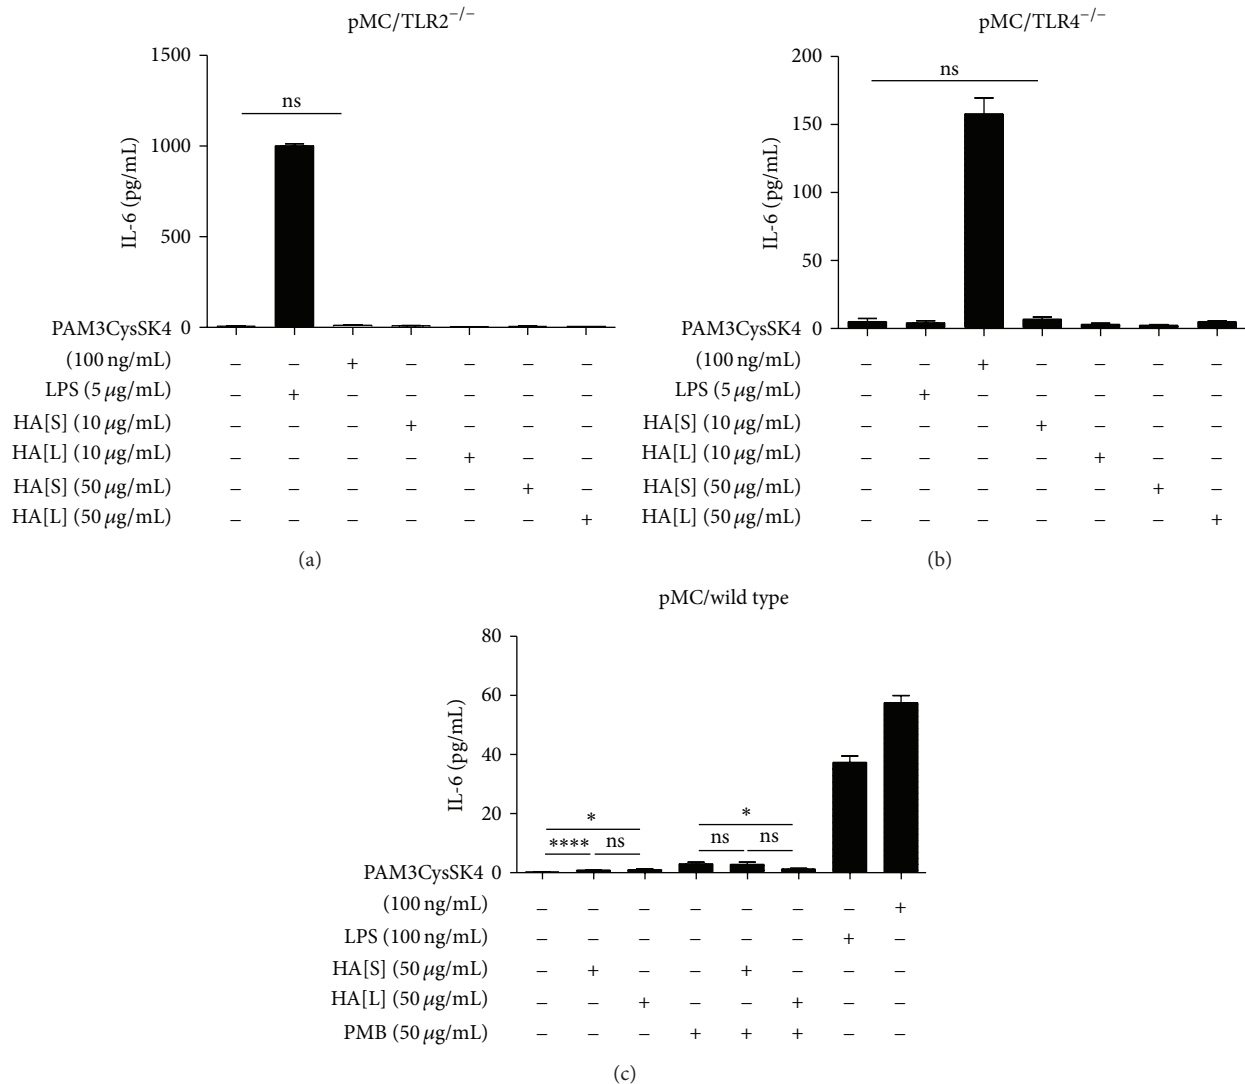 pMC/TLR2−/−
1500
1000
500
0
IL-6 (pg/mL)
ns
PAM3CysSK4
(100 ng/mL) − − + − − − −
LPS (5 μg/mL) − + − − − − −
HA[S] (10 μg/mL) − − − + − − −
HA[L] (10 μg/mL) − − − − + − −
HA[S] (50 μg/mL) − − − − − + −
HA[L] (50 μg/mL) − − − − − − +
(a)
pMC/TLR4−/−
200
150
100
50
0
IL-6 (pg/mL)
ns
PAM3CysSK4
(100 ng/mL) − − + − − − −
LPS (5 μg/mL) − + − − − − −
HA[S] (10 μg/mL) − − − + − − −
HA[L] (10 μg/mL) − − − − + − −
HA[S] (50 μg/mL) − − − − − + −
HA[L] (50 μg/mL) − − − − − − +
(b)
pMC/wild type
80
60
40
20
0
IL-6 (pg/mL)
* *
**** ns ns ns
PAM3CysSK4
(100 ng/mL) − − − − − − − +
LPS (100 ng/mL) − − − − − − + −
HA[S] (50 μg/mL) − + − − + − − −
HA[L] (50 μg/mL) − − + − − + − −
PMB (50 μg/mL) − − − + + + − −
(c)